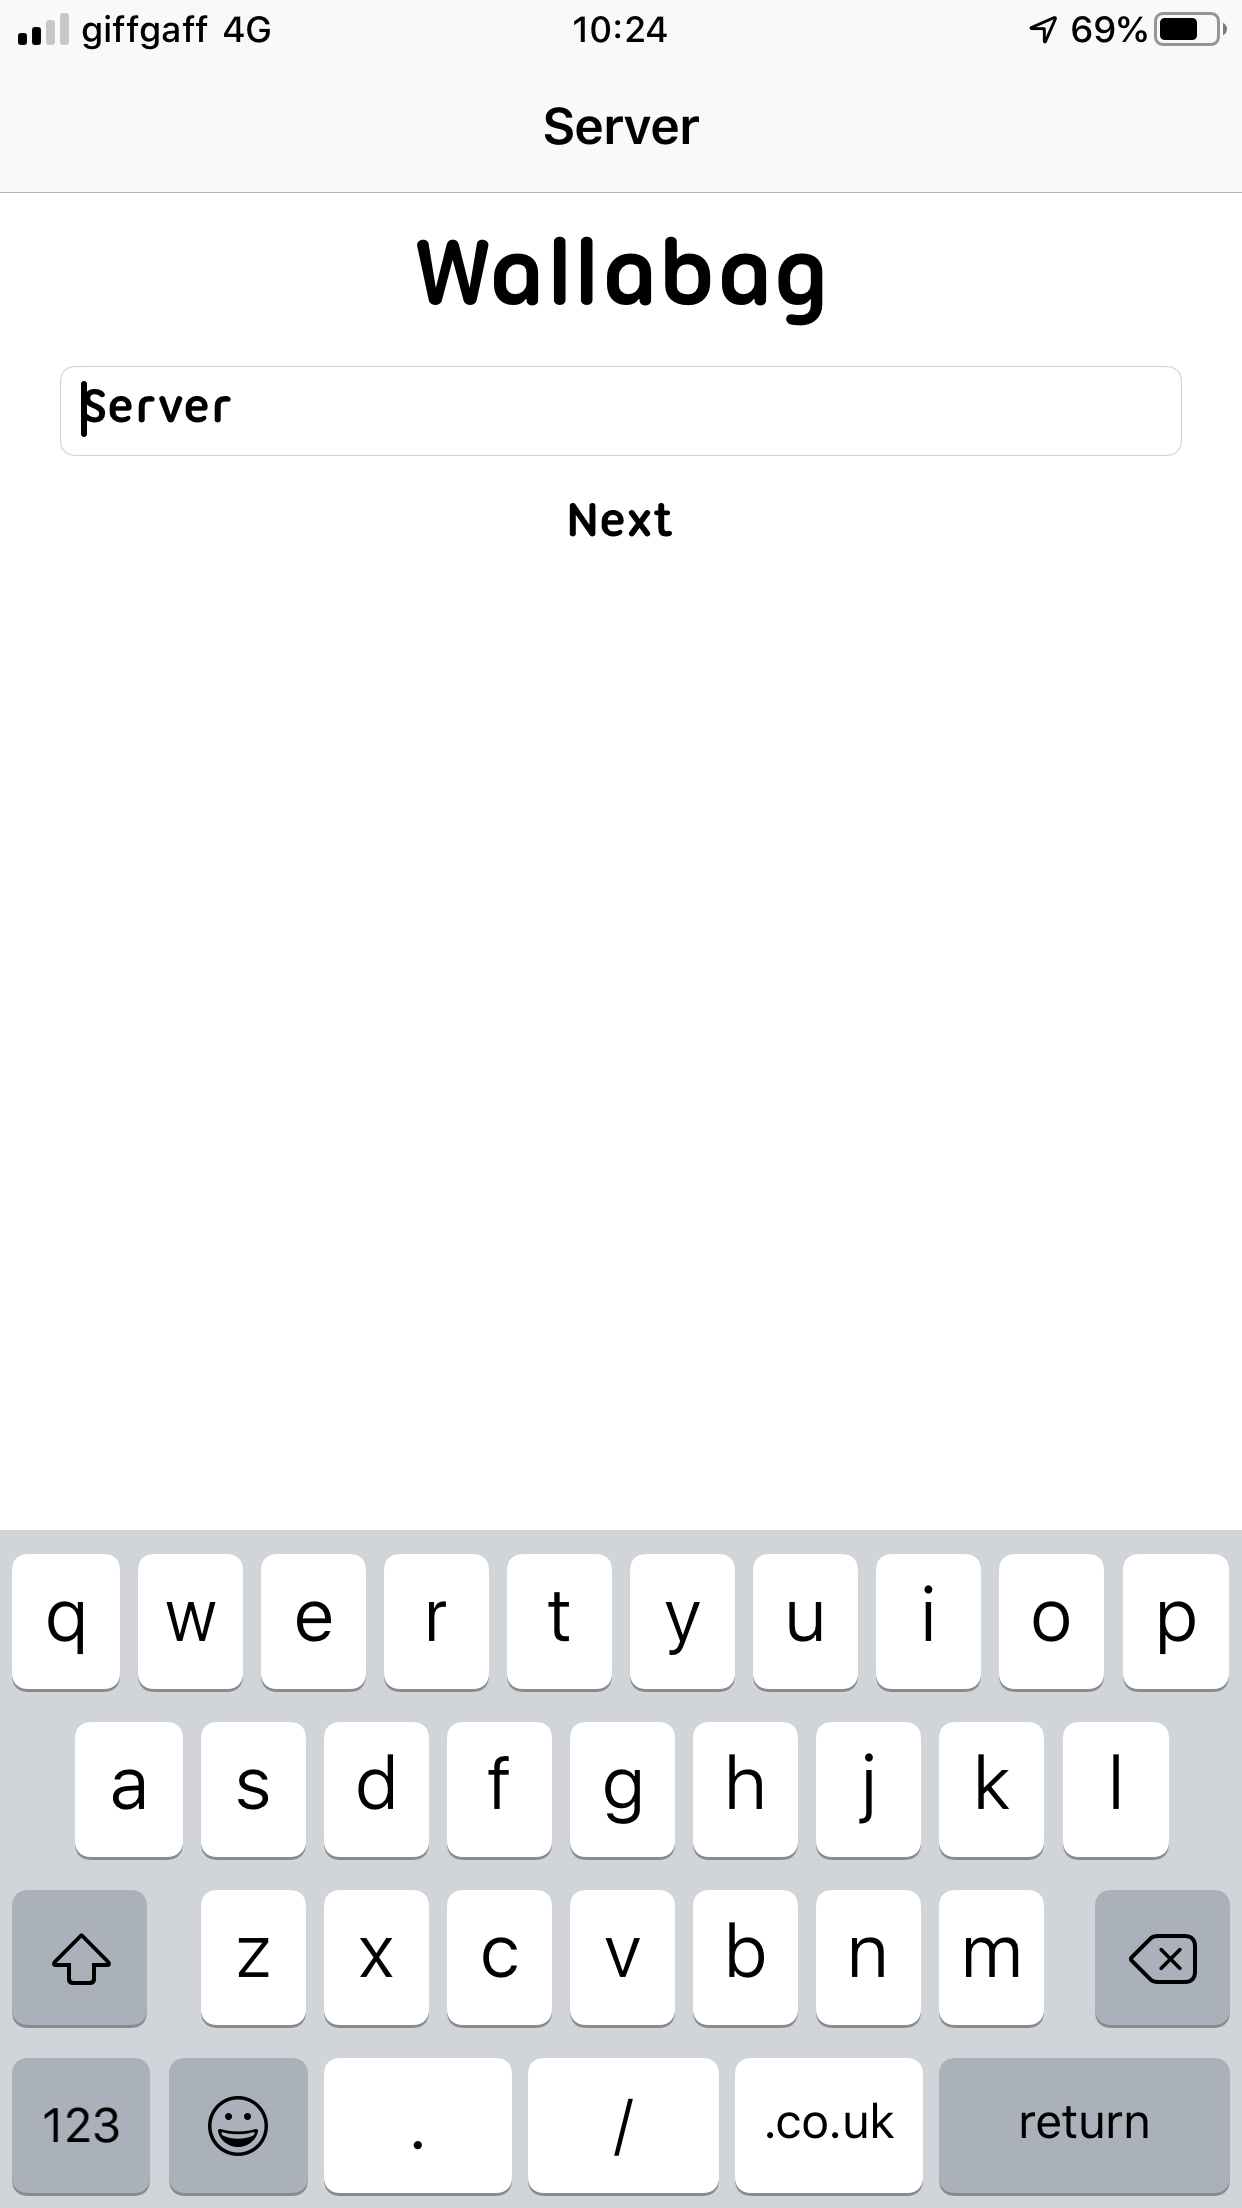 giffgaff 4G 10:24 69%
Server
Wallabag
Server
Next
q w e r t y u i o p
a s d f g h j k l
z x c v b n m
123 . / .co.uk return